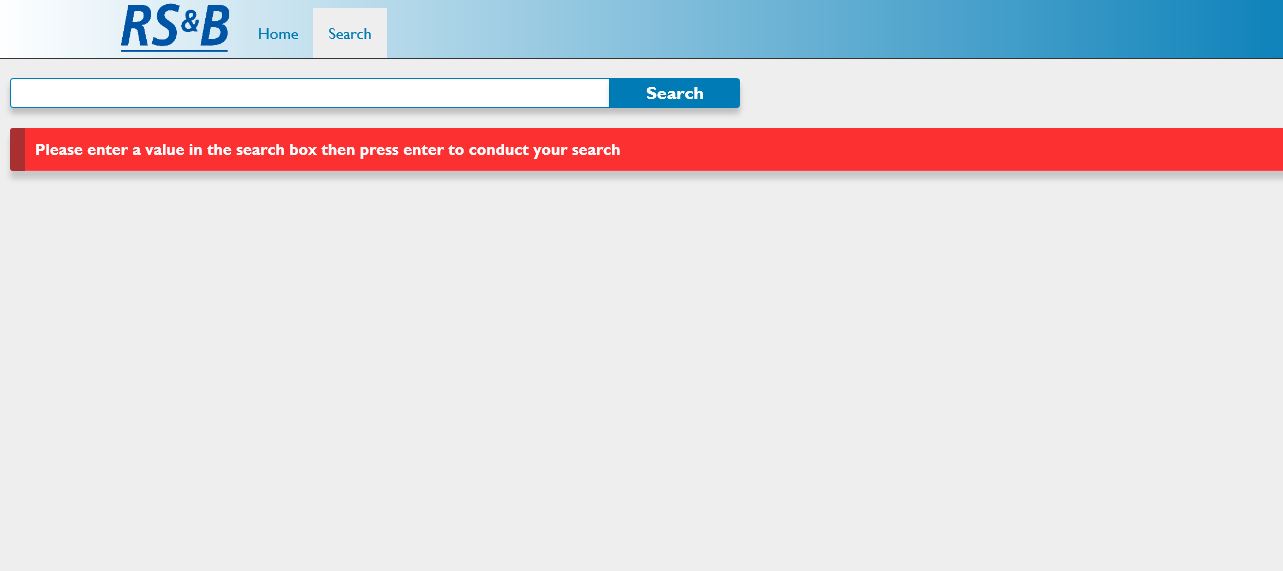 RS&B
Home
Search
Search
Please enter a value in the search box then press enter to conduct your search